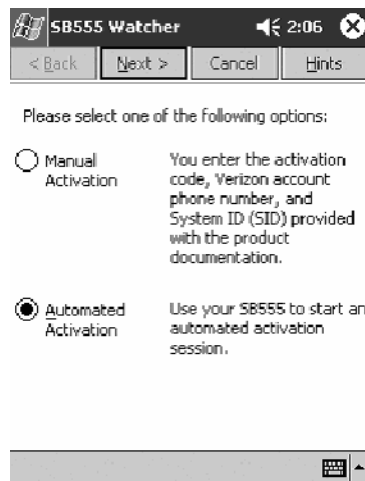 SB555 Watcher 2:06
< Back Next > Cancel Hints
Please select one of the following options:
Manual
Activation
You enter the activation
code, Verizon account
phone number, and
System ID (SID) provided
with the product
documentation.
Automated
Activation
Use your SB555 to start an
automated activation
session.